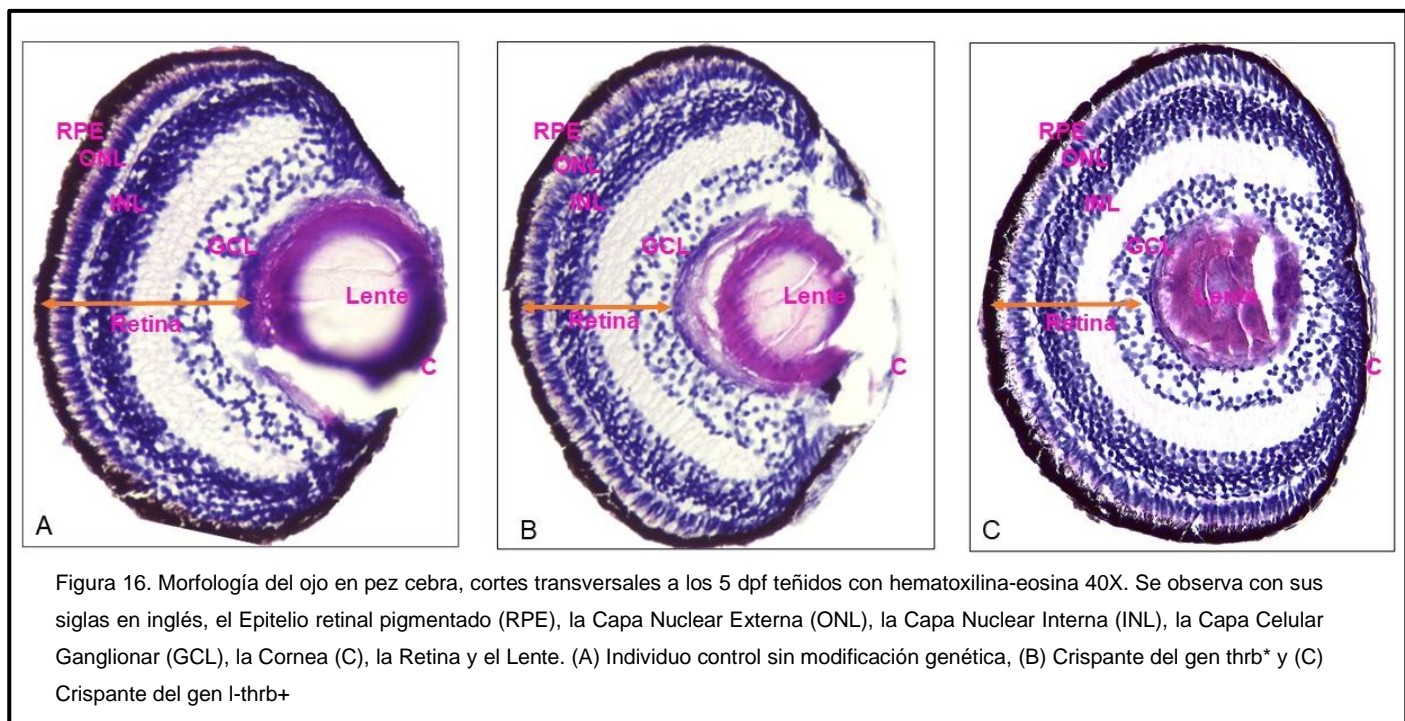 RPE
ONL
INL
GCL
Lente
Retina
C
A
RPE
ONL
INL
GCL
Lente
Retina
C
B
RPE
ONL
INL
GCL
Lente
Retina
C
C
Figura 16. Morfología del ojo en pez cebra, cortes transversales a los 5 dpf teñidos con hematoxilina-eosina 40X. Se observa con sus
siglas en inglés, el Epitelio retinal pigmentado (RPE), la Capa Nuclear Externa (ONL), la Capa Nuclear Interna (INL), la Capa Celular
Ganglionar (GCL), la Cornea (C), la Retina y el Lente. (A) Individuo control sin modificación genética, (B) Crispante del gen thrb* y (C)
Crispante del gen l-thrb+